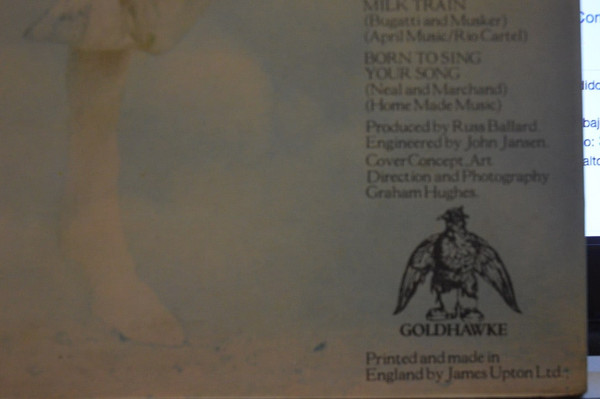 MILK TRAIN
(Bugatti and Musker)
(April Music/Rio Cartel)
BORN TO SING
YOUR SONG
(Neal and Marchand)
(Home Made Music)
Produced by Russ Ballard.
Engineered by John Jansen.
Cover Concept, Art
Direction and Photography
Graham Hughes.
GOLDHAWKE
Printed and made in
England by James Upton Ltd.